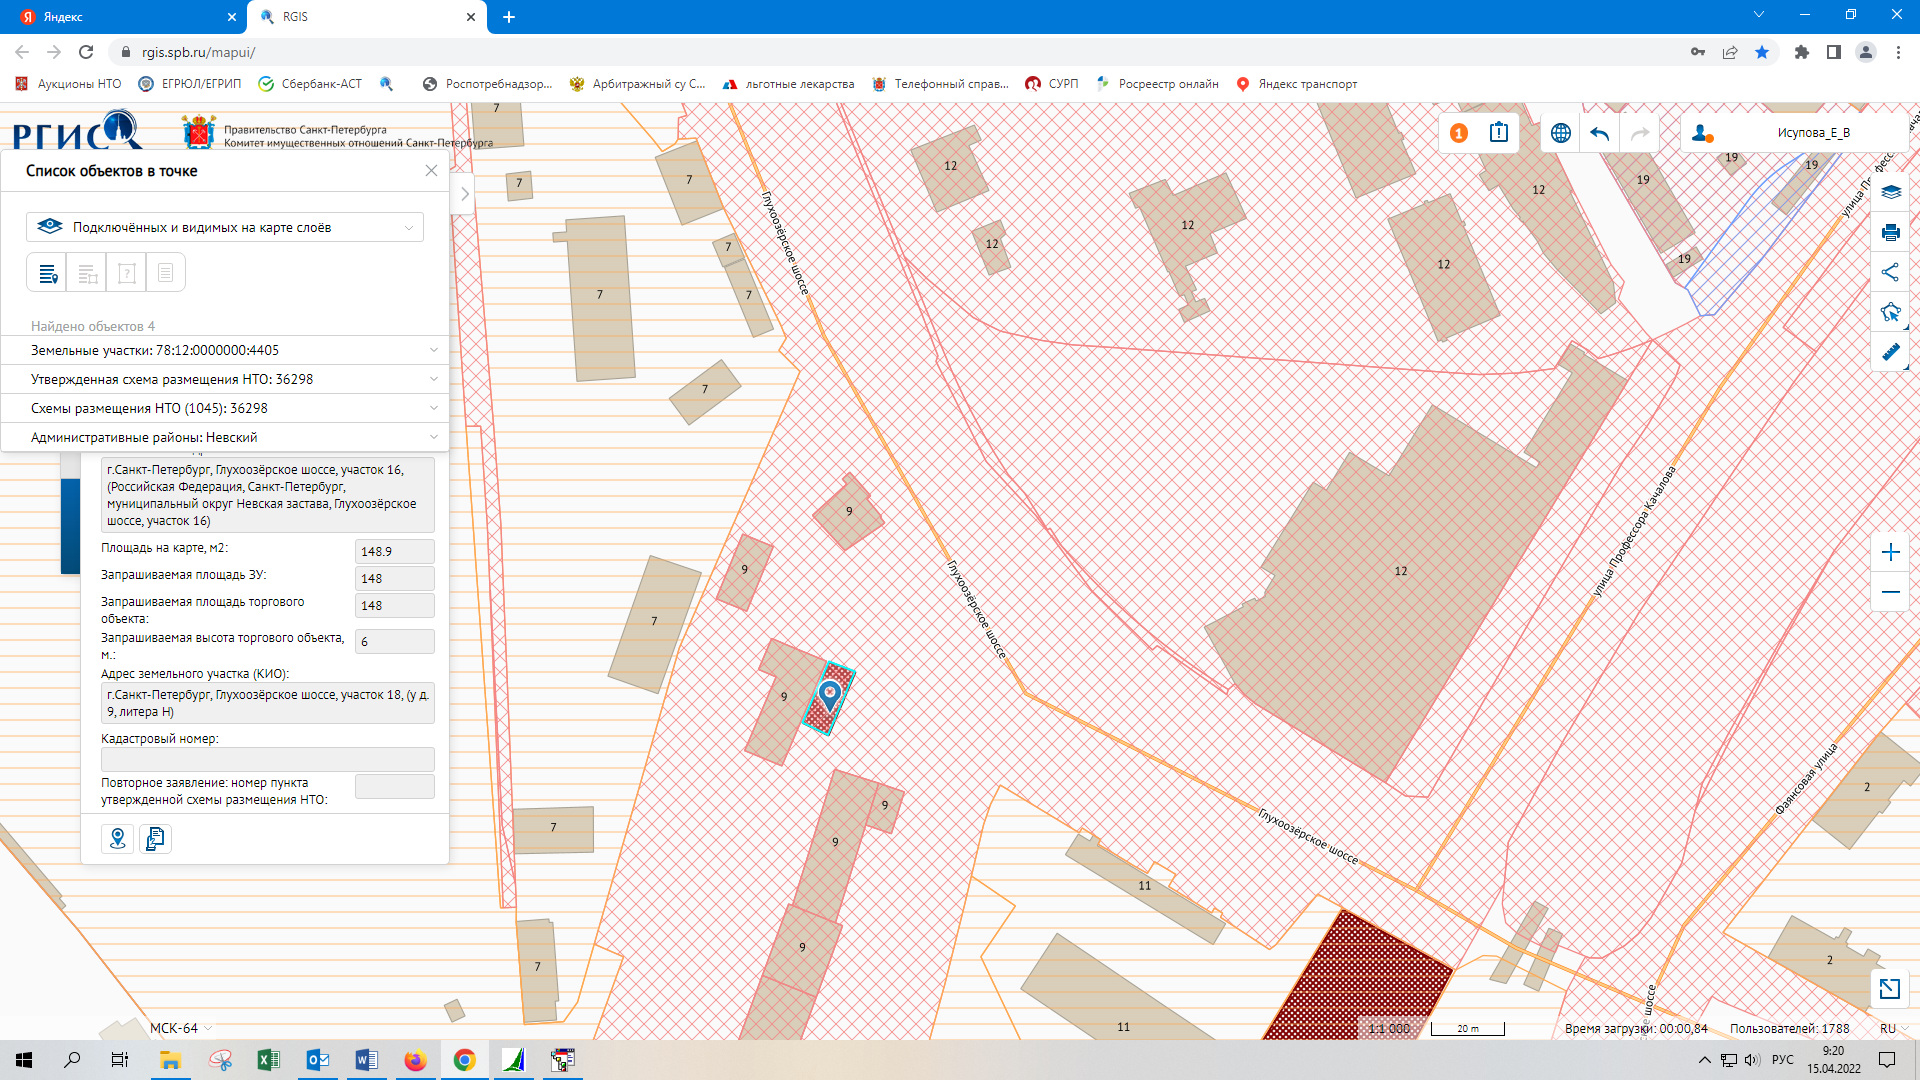 Яндекс
RGIS
rgis.spb.ru/mapui/
Аукционы НТО
ЕГРЮЛ/ЕГРИП
Сбербанк-АСТ
Роспотребнадзор...
Арбитражный су С...
льготные лекарства
Телефонный справ...
СУРП
Росреестр онлайн
Яндекс транспорт
РГИС
Правительство Санкт-Петербурга
Комитет имущественных отношений Санкт-Петербурга
1
Исупова_Е_В
Список объектов в точке
Подключённых и видимых на карте слоёв
Найдено объектов 4
Земельные участки: 78:12:0000000:4405
Утвержденная схема размещения НТО: 36298
Схемы размещения НТО (1045): 36298
Административные районы: Невский
г.Санкт-Петербург, Глухоозёрское шоссе, участок 16,
(Российская Федерация, Санкт-Петербург,
муниципальный округ Невская застава, Глухоозёрское
шоссе, участок 16)
Площадь на карте, м2:
148.9
Запрашиваемая площадь ЗУ:
148
Запрашиваемая площадь торгового
объекта:
148
Запрашиваемая высота торгового объекта,
м.:
6
Адрес земельного участка (КИО):
г.Санкт-Петербург, Глухоозёрское шоссе, участок 18, (у д.
9, литера Н)
Кадастровый номер:
Повторное заявление: номер пункта
утвержденной схемы размещения НТО:
7
7
7
7
7
7
7
7
7
7
12
12
12
12
12
12
19
19
19
19
9
9
9
9
9
9
11
11
2
2
Глухоозёрское шоссе
Глухоозёрское шоссе
Глухоозёрское шоссе
улица Профессора Качалова
Фаянсовая улица
МСК-64
1:1 000
20 m
Время загрузки: 00:00,84
Пользователей: 1788
RU
РУС
9:20
15.04.2022